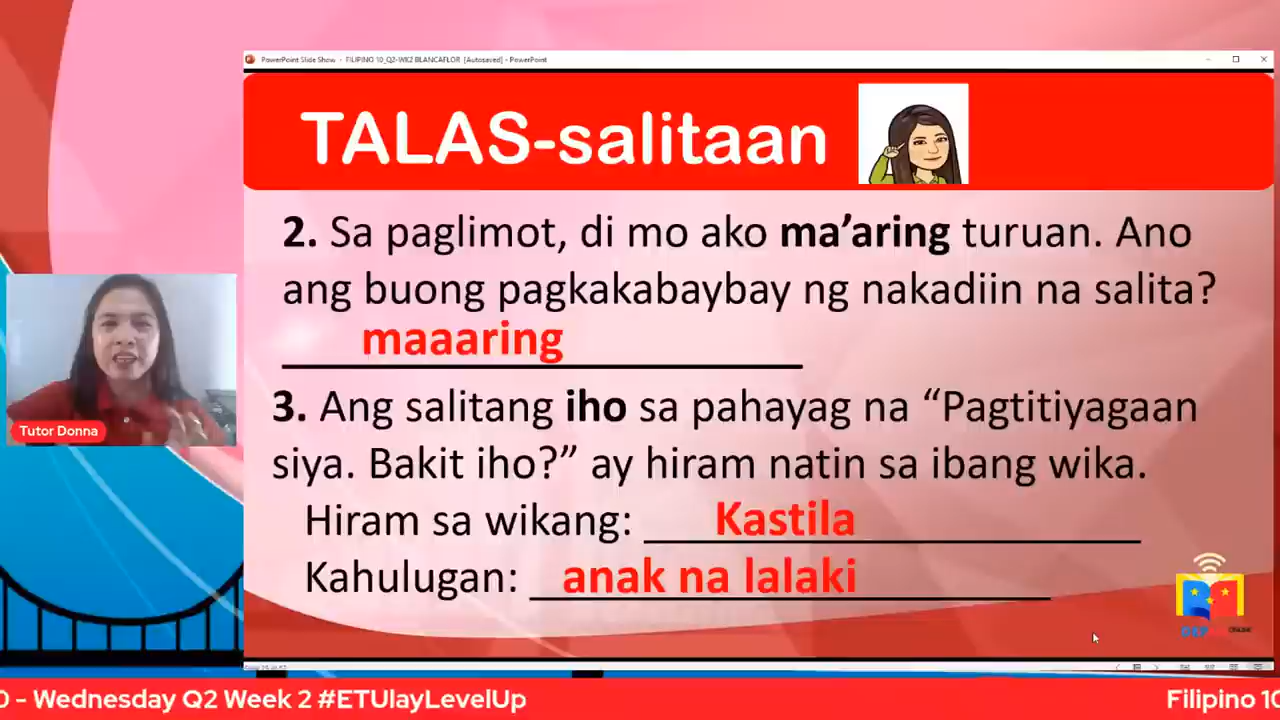 PowerPoint Slide Show - FILIPINO 10_Q2-WK2 BLANCAFLOR [Autosaved] - PowerPoint
TALAS-salitaan
2. Sa paglimot, di mo ako ma’aring turuan. Ano
ang buong pagkakabaybay ng nakadiin na salita?
maaaring
3. Ang salitang iho sa pahayag na “Pagtitiyagaan
siya. Bakit iho?” ay hiram natin sa ibang wika.
Hiram sa wikang: Kastila
Kahulugan: anak na lalaki
Tutor Donna
ONLINE
0 - Wednesday Q2 Week 2 #ETUlayLevelUp
Filipino 10